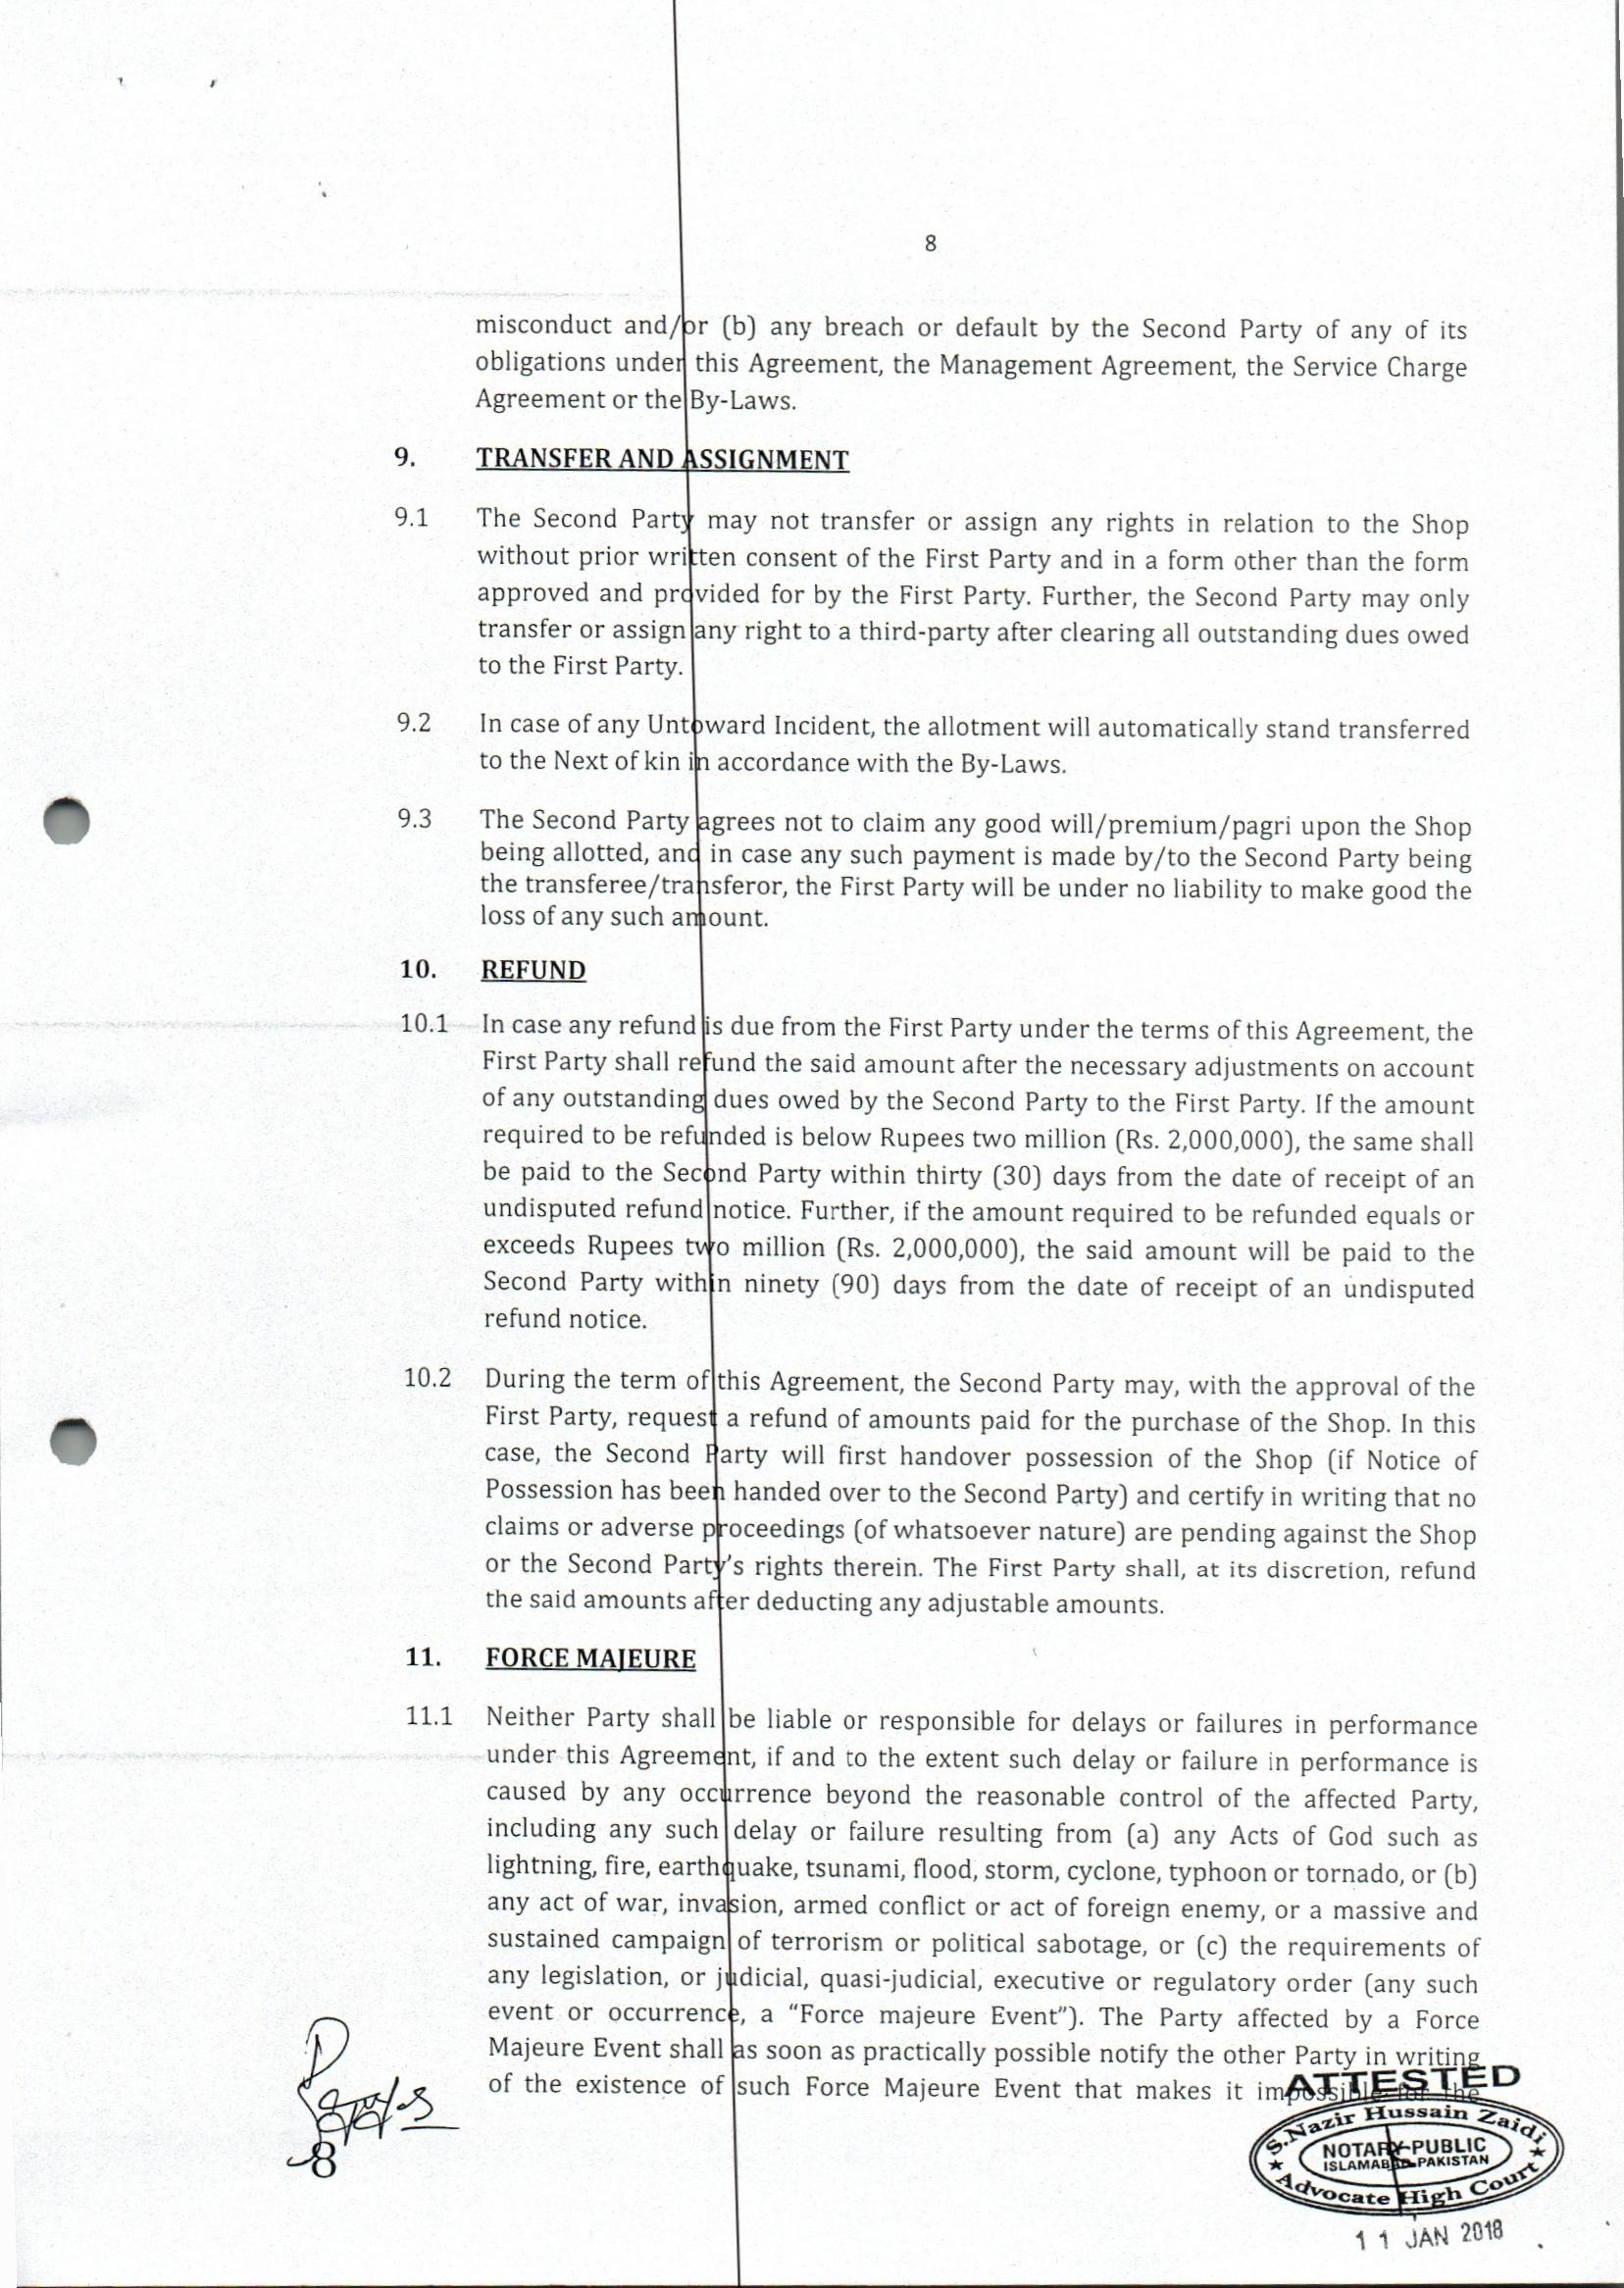 8
misconduct and/or (b) any breach or default by the Second Party of any of its
obligations under this Agreement, the Management Agreement, the Service Charge
Agreement or the By-Laws.
9. TRANSFER AND ASSIGNMENT
9.1 The Second Party may not transfer or assign any rights in relation to the Shop
without prior written consent of the First Party and in a form other than the form
approved and provided for by the First Party. Further, the Second Party may only
transfer or assign any right to a third-party after clearing all outstanding dues owed
to the First Party.
9.2 In case of any Untoward Incident, the allotment will automatically stand transferred
to the Next of kin in accordance with the By-Laws.
9.3 The Second Party agrees not to claim any good will/premium/pagri upon the Shop
being allotted, and in case any such payment is made by/to the Second Party being
the transferee/transferor, the First Party will be under no liability to make good the
loss of any such amount.
10. REFUND
10.1 In case any refund is due from the First Party under the terms of this Agreement, the
First Party shall refund the said amount after the necessary adjustments on account
of any outstanding dues owed by the Second Party to the First Party. If the amount
required to be refunded is below Rupees two million (Rs. 2,000,000), the same shall
be paid to the Second Party within thirty (30) days from the date of receipt of an
undisputed refund notice. Further, if the amount required to be refunded equals or
exceeds Rupees two million (Rs. 2,000,000), the said amount will be paid to the
Second Party within ninety (90) days from the date of receipt of an undisputed
refund notice.
10.2 During the term of this Agreement, the Second Party may, with the approval of the
First Party, request a refund of amounts paid for the purchase of the Shop. In this
case, the Second Party will first handover possession of the Shop (if Notice of
Possession has been handed over to the Second Party) and certify in writing that no
claims or adverse proceedings (of whatsoever nature) are pending against the Shop
or the Second Party's rights therein. The First Party shall, at its discretion, refund
the said amounts after deducting any adjustable amounts.
11. FORCE MAJEURE
11.1 Neither Party shall be liable or responsible for delays or failures in performance
under this Agreement, if and to the extent such delay or failure in performance is
caused by any occurrence beyond the reasonable control of the affected Party,
including any such delay or failure resulting from (a) any Acts of God such as
lightning, fire, earthquake, tsunami, flood, storm, cyclone, typhoon or tornado, or (b)
any act of war, invasion, armed conflict or act of foreign enemy, or a massive and
sustained campaign of terrorism or political sabotage, or (c) the requirements of
any legislation, or judicial, quasi-judicial, executive or regulatory order (any such
event or occurrence, a “Force majeure Event”). The Party affected by a Force
Majeure Event shall as soon as practically possible notify the other Party in writing
of the existence of such Force Majeure Event that makes it impossible for the
ATTESTED
S.Nazir Hussain Zaidi
NOTARY PUBLIC
ISLAMABAD PAKISTAN
Advocate High Court
11 JAN 2018
8